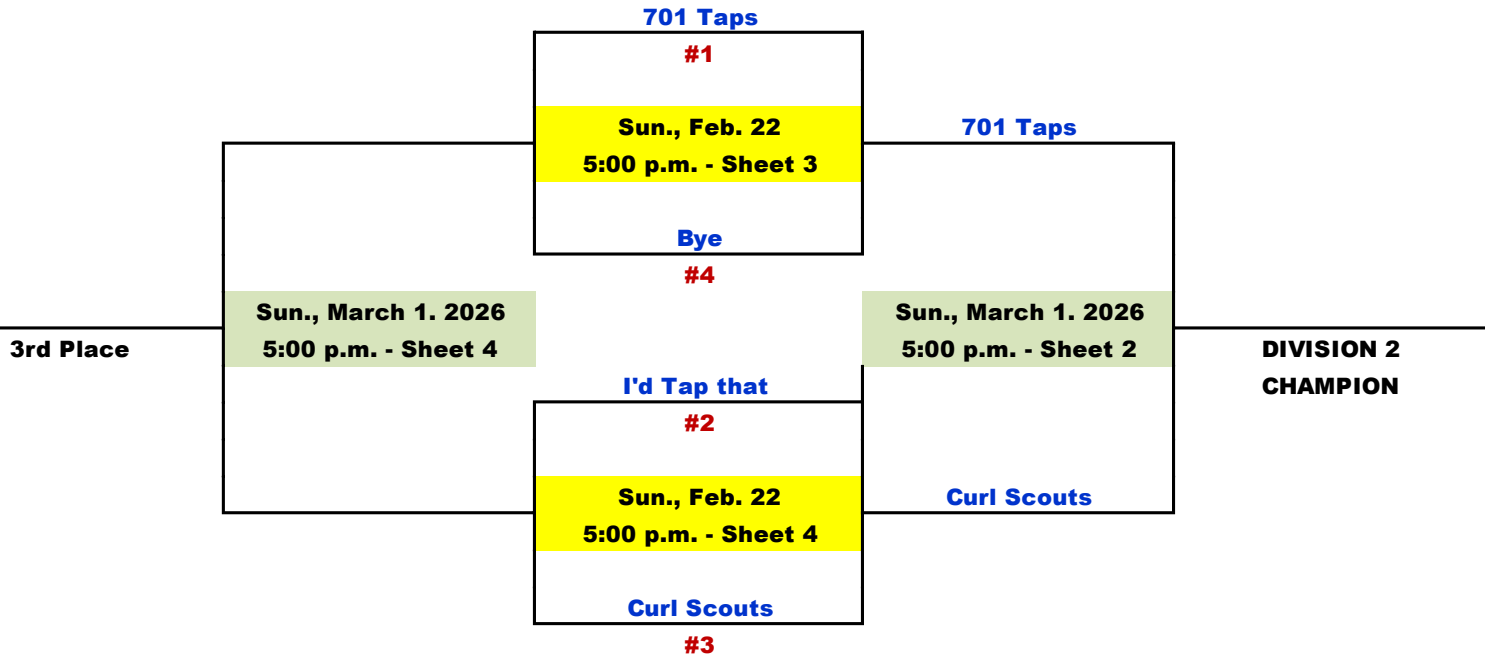 701 Taps
#1
Sun., Feb. 22
5:00 p.m. - Sheet 3
701 Taps
Bye
#4
Sun., March 1. 2026
5:00 p.m. - Sheet 4
3rd Place
Sun., March 1. 2026
5:00 p.m. - Sheet 2
DIVISION 2
CHAMPION
I'd Tap that
#2
Sun., Feb. 22
5:00 p.m. - Sheet 4
Curl Scouts
Curl Scouts
#3